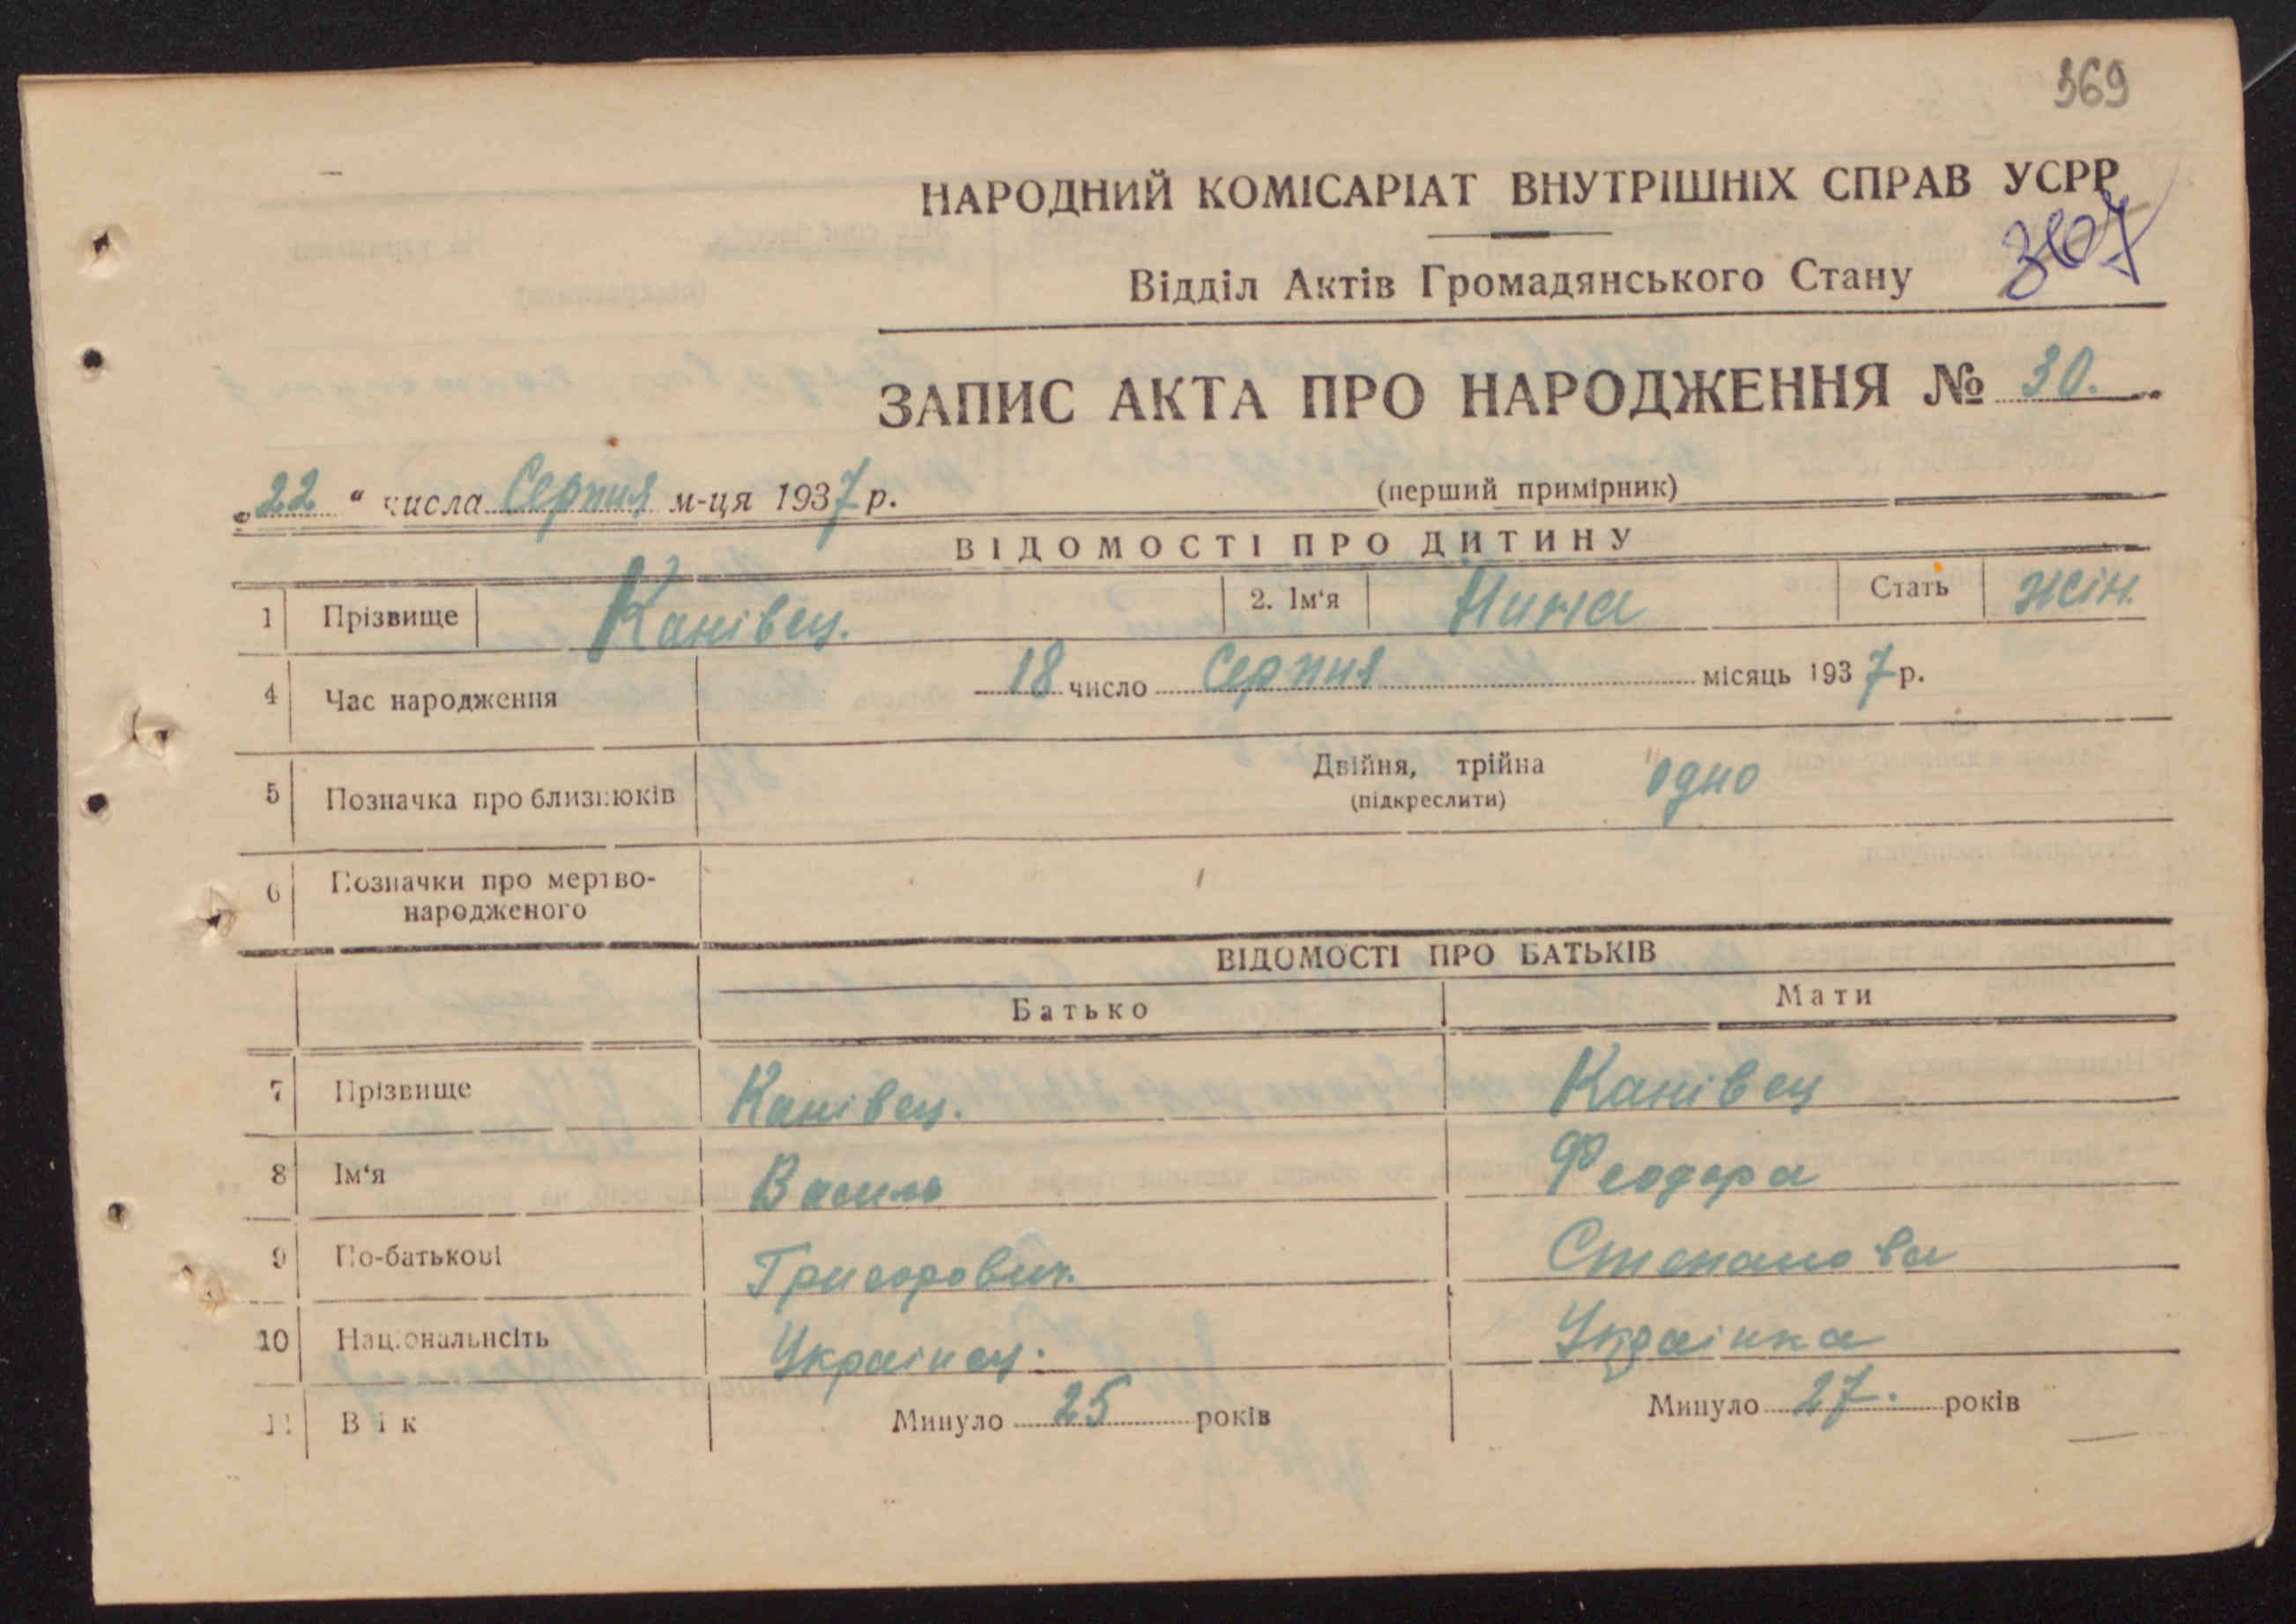 369
НАРОДНИЙ КОМІСАРІАТ ВНУТРІШНІХ СПРАВ УСРР
367
Відділ Актів Громадянського Стану
ЗАПИС АКТА ПРО НАРОДЖЕННЯ № 30.
„22 “ числа Серпня м-ця 1937 р. (перший примірник)
ВІДОМОСТІ ПРО ДИТИНУ
1 Прізвище Канівец. 2. Ім‘я Нина Стать жін.
4 Час народження 18 число Серпня місяць 1937 р.
5 Позначка про близнюків Двійня, трійна одно
(підкреслити)
6 Позначки про мертво-
народженого
ВІДОМОСТІ ПРО БАТЬКІВ
Батько Мати
7 Прізвище Канівец. Канівец
8 Ім‘я Василь Феодора
9 По-батькові Григорович Степанова
10 Національнсіть Українец. Українка
11 Вік Минуло 25 років Минуло 27. років